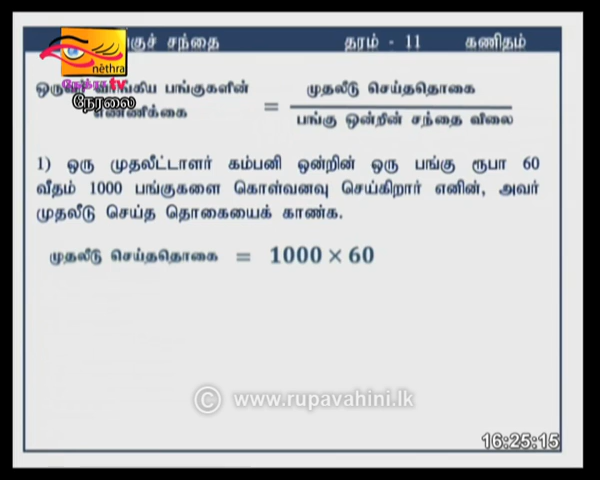 பங்குச் சந்தை தரம் - 11 கணிதம்
nēthra
நேத்ரா tv
நேரலை
ஒருவர் வாங்கிய பங்குகளின்
எண்ணிக்கை
=
முதலீடு செய்ததொகை
பங்கு ஒன்றின் சந்தை விலை
1) ஒரு முதலீட்டாளர் கம்பனி ஒன்றின் ஒரு பங்கு ரூபா 60
வீதம் 1000 பங்குகளை கொள்வனவு செய்கிறார் எனின், அவர்
முதலீடு செய்த தொகையைக் காண்க.
முதலீடு செய்ததொகை = 1000 × 60
© www.rupavahini.lk
16:25:15